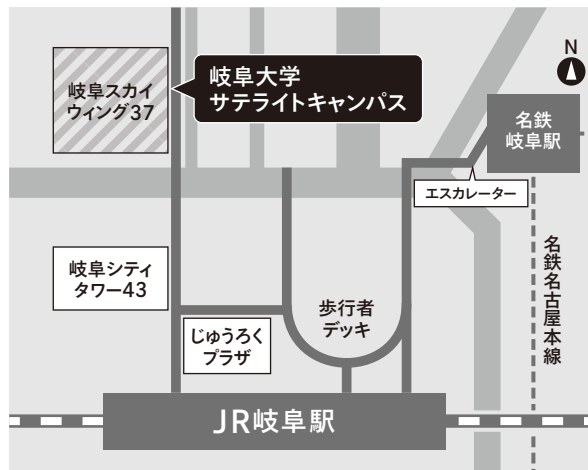 岐阜スカイ
ウィング37
岐阜大学
サテライトキャンパス
N
名鉄
岐阜駅
エスカレーター
岐阜シティ
タワー43
じゅうろく
プラザ
歩行者
デッキ
名鉄名古屋本線
JR岐阜駅